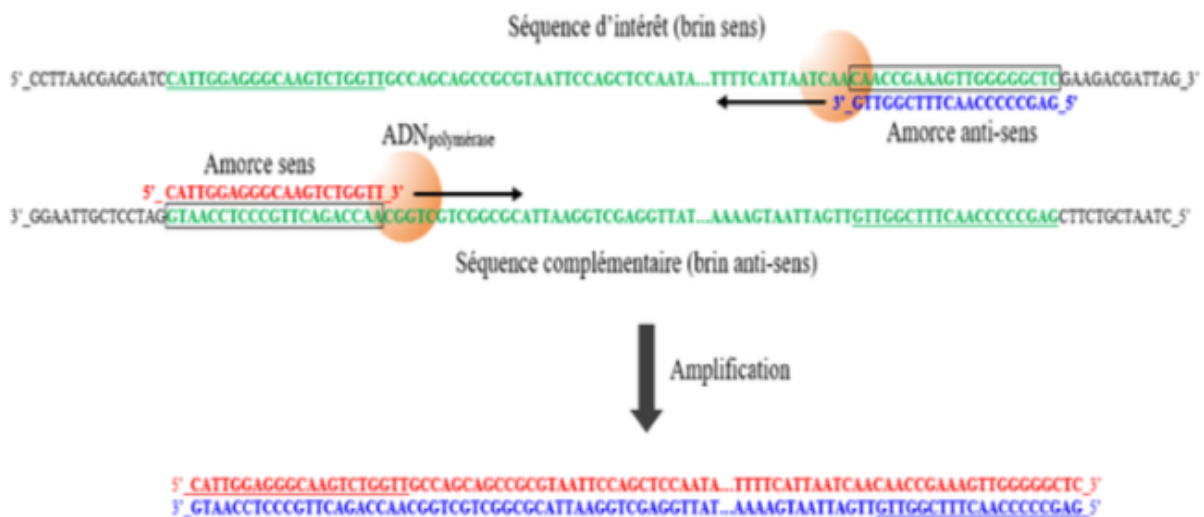 Séquence d'intérêt (brin sens)
5'_CCTTAACGAGGATCCATTGGAGGGCAAGTCTGGTTGCCAGCAGCCGCGTAATTCCAGCTCCAATA...TTTTCATTAATCAACAACCGAAAGTTGGGGGCTCGAAGACGATTAG_3'
3'_GTTGGCTTTCAACCCCCGAG_5'
Amorce anti-sens
ADNpolymérase
Amorce sens
5'_CATTGGAGGGCAAGTCTGGTT_3'
3'_GGAATTGCTCCTAGGTAACCTCCCGTTCAGACCAACGGTCGTCGGCGCATTAAGGTCGAGGTTAT...AAAAGTAATTAGTTGTTGGCTTTCAACCCCCGAGCTTCTGCTAATC_5'
Séquence complémentaire (brin anti-sens)
Amplification
5'_CATTGGAGGGCAAGTCTGGTTGCCAGCAGCCGCGTAATTCCAGCTCCAATA...TTTTCATTAATCAACAACCGAAAGTTGGGGGCTC_3'
3'_GTAACCTCCCGTTCAGACCAACGGTCGTCGGCGCATTAAGGTCGAGGTTAT...AAAAGTAATTAGTTGTTGGCTTTCAACCCCCGAG_5'